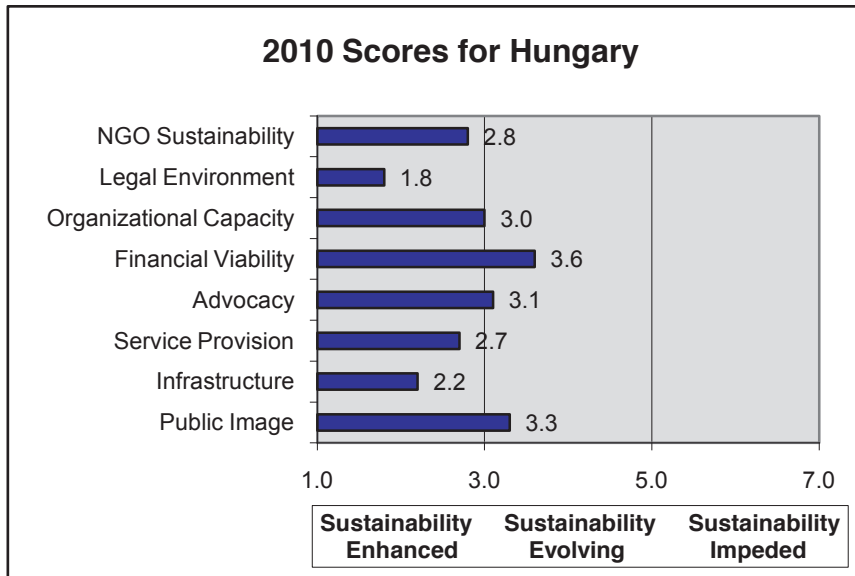 2010 Scores for Hungary
NGO Sustainability 2.8
Legal Environment 1.8
Organizational Capacity 3.0
Financial Viability 3.6
Advocacy 3.1
Service Provision 2.7
Infrastructure 2.2
Public Image 3.3
1.0 3.0 5.0 7.0
Sustainability Sustainability Sustainability
Enhanced Evolving Impeded